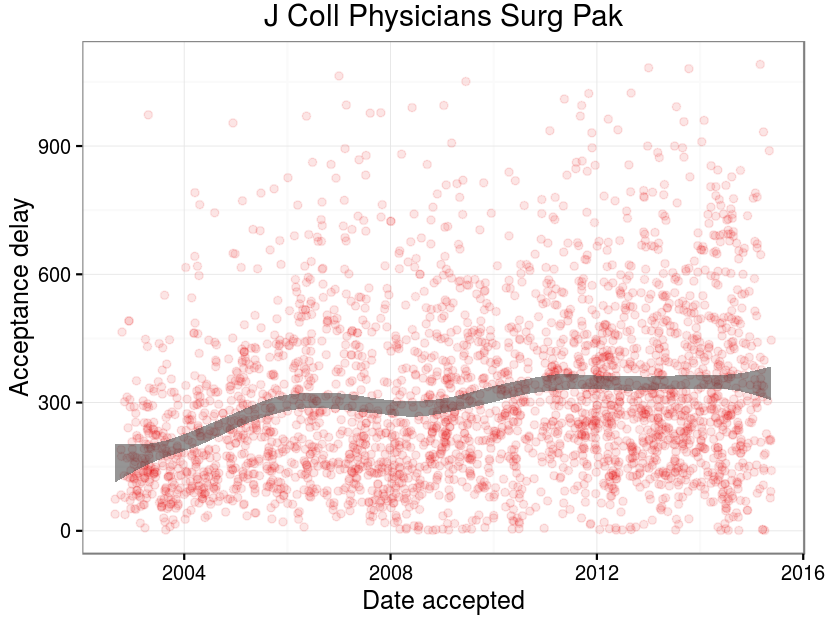 J Coll Physicians Surg Pak
Acceptance delay
900
600
300
0
2004 2008 2012 2016
Date accepted